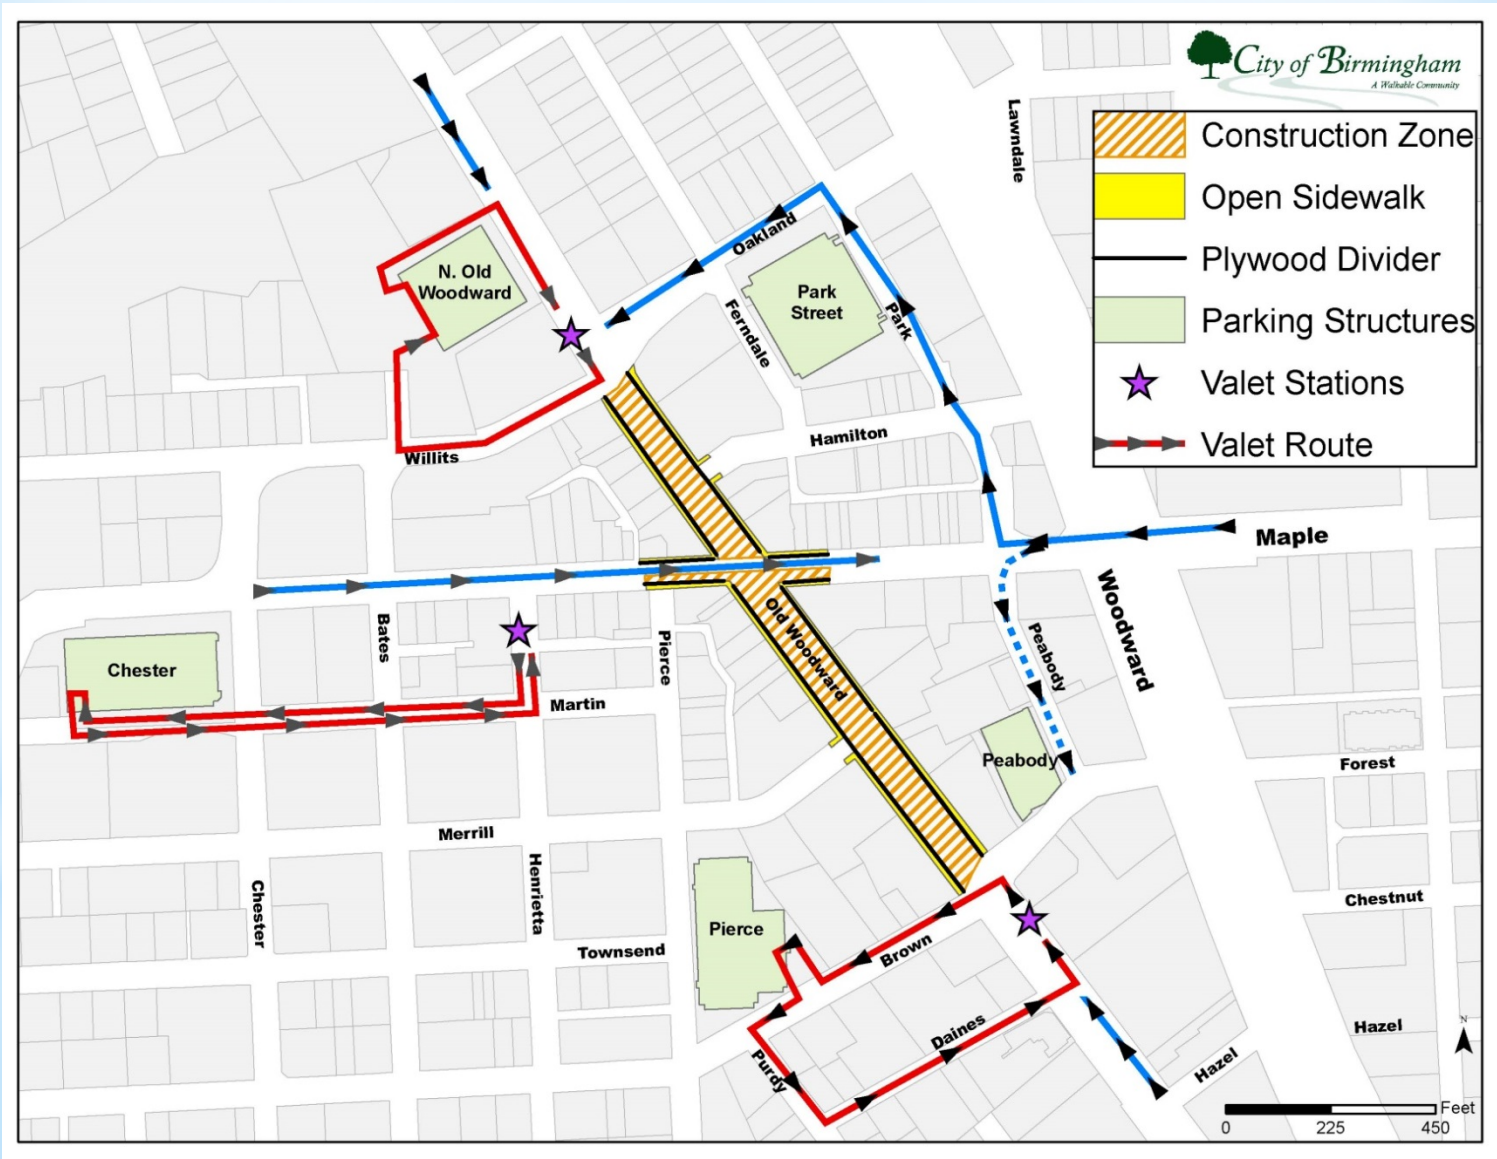 City of Birmingham
A Walkable Community
Construction Zone
Open Sidewalk
Plywood Divider
Parking Structures
Valet Stations
Valet Route
Lawndale
Oakland
N. Old
Woodward
Park
Street
Park
Ferndale
Hamilton
Willits
Maple
Woodward
Bates
Pierce
Old Woodward
Peabody
Chester
Martin
Peabody
Forest
Merrill
Chester
Henrietta
Chestnut
Pierce
Townsend
Brown
Daines
Purdy
Hazel
Hazel
N
Feet
0 225 450